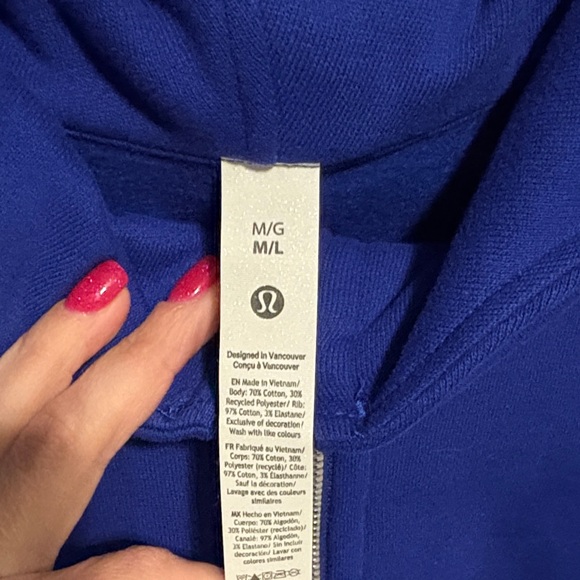 M/G
M/L
Designed in Vancouver
Conçu à Vancouver
EN Made in Vietnam/
Body: 70% Cotton, 30%
Recycled Polyester/ Rib:
97% Cotton, 3% Elastane/
Exclusive of decoration/
Wash with like colours
FR Fabriqué au Vietnam/
Corps: 70% Coton, 30%
Polyester (recyclé)/ Côte:
97% Coton, 3% Élasthanne/
Sauf la décoration/
Lavage avec des couleurs
similaires
MX Hecho en Vietnam/
Cuerpo: 70% Algodón,
30% Poliéster (reciclado)/
Canalé: 97% Algodón,
3% Elastano/ Sin incluir
decoración/ Lavar con
colores similares